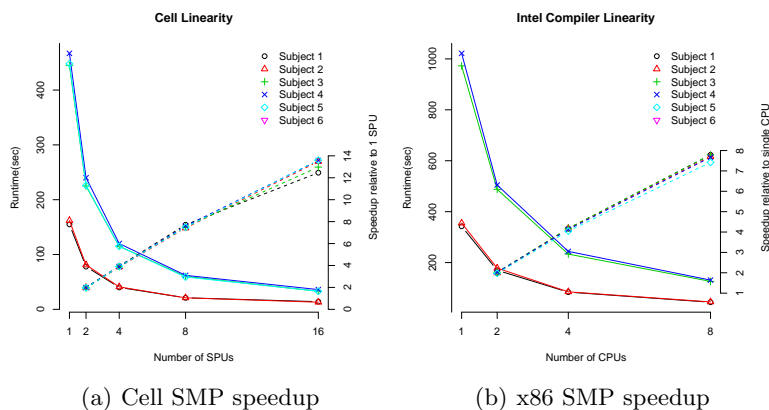 Cell Linearity
Runtime(sec)
0 100 200 300 400
Subject 1
Subject 2
Subject 3
Subject 4
Subject 5
Subject 6
0 1 2 4 6 8 10 12 14
Speedup relative to 1 SPU
1 2 4 8 16
Number of SPUs
(a) Cell SMP speedup
Intel Compiler Linearity
Runtime(sec)
200 400 600 800 1000
Subject 1
Subject 2
Subject 3
Subject 4
Subject 5
Subject 6
1 2 3 4 5 6 7 8
Speedup relative to single CPU
1 2 4 8
Number of CPUs
(b) x86 SMP speedup